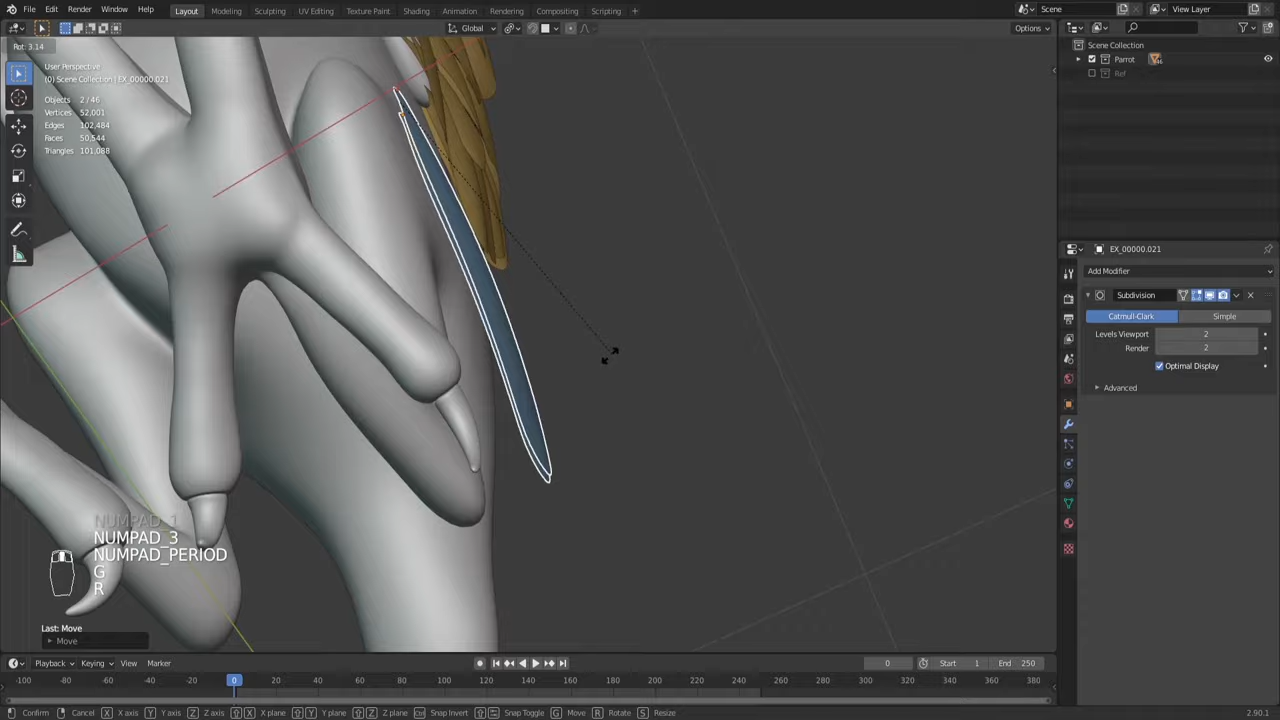 File Edit Render Window Help
Layout Modeling Sculpting UV Editing Texture Paint Shading Animation Rendering Compositing Scripting +
Scene
View Layer
Global
Options
Rot: 3.14
User Perspective
(0) Scene Collection | EX_00000.021
Objects 2 / 46
Vertices 52,001
Edges 102,484
Faces 50,544
Triangles 101,088
Scene Collection
Parrot
Ref
EX_00000.021
Add Modifier
Subdivision
Catmull-Clark Simple
Levels Viewport 2
Render 2
Optimal Display
Advanced
NUMPAD_1
NUMPAD_3
NUMPAD_PERIOD
G
R
Last: Move
Move
Playback Keying View Marker
0 Start 1 End 250
-100 -80 -60 -40 -20 0 20 40 60 80 100 120 140 160 180 200 220 240 260 280 300 320 340 360 380
Confirm Cancel X X axis Y Y axis Z Z axis X X plane Y Y plane Z Z plane Snap Invert Snap Toggle G Move R Rotate S Resize
2.90.1